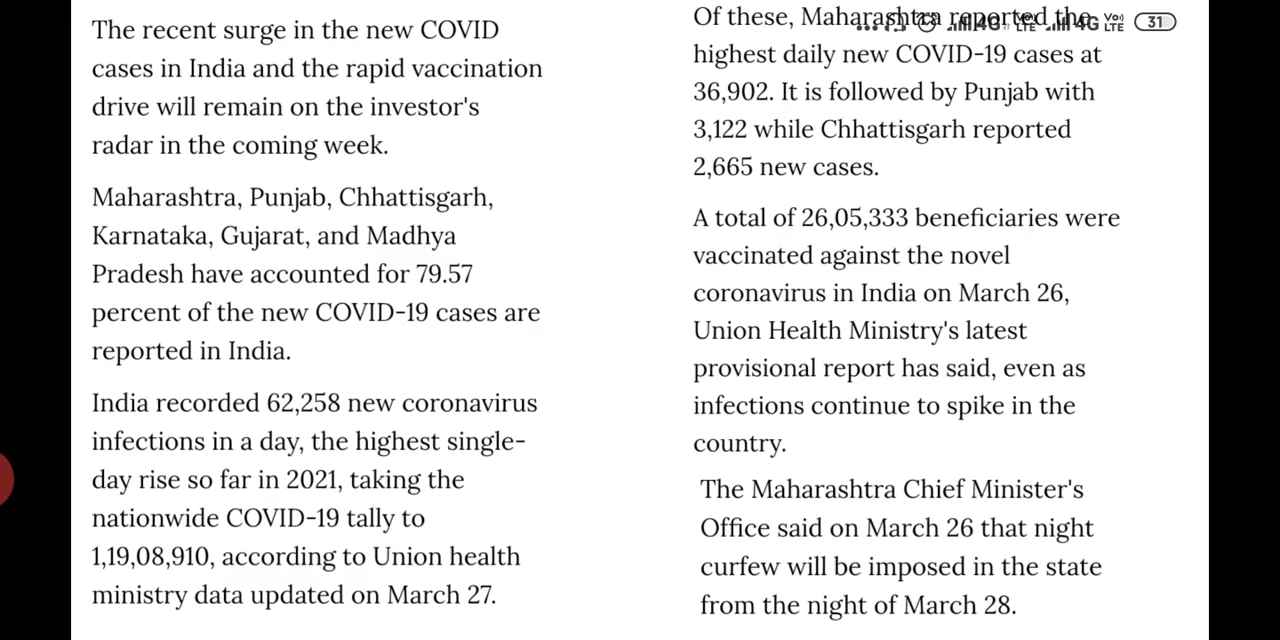 The recent surge in the new COVID
cases in India and the rapid vaccination
drive will remain on the investor's
radar in the coming week.
Maharashtra, Punjab, Chhattisgarh,
Karnataka, Gujarat, and Madhya
Pradesh have accounted for 79.57
percent of the new COVID-19 cases are
reported in India.
India recorded 62,258 new coronavirus
infections in a day, the highest single-
day rise so far in 2021, taking the
nationwide COVID-19 tally to
1,19,08,910, according to Union health
ministry data updated on March 27.
Of these, Maharashtra reported the
4G VoLTE 4G VoLTE 31
highest daily new COVID-19 cases at
36,902. It is followed by Punjab with
3,122 while Chhattisgarh reported
2,665 new cases.
A total of 26,05,333 beneficiaries were
vaccinated against the novel
coronavirus in India on March 26,
Union Health Ministry's latest
provisional report has said, even as
infections continue to spike in the
country.
The Maharashtra Chief Minister's
Office said on March 26 that night
curfew will be imposed in the state
from the night of March 28.